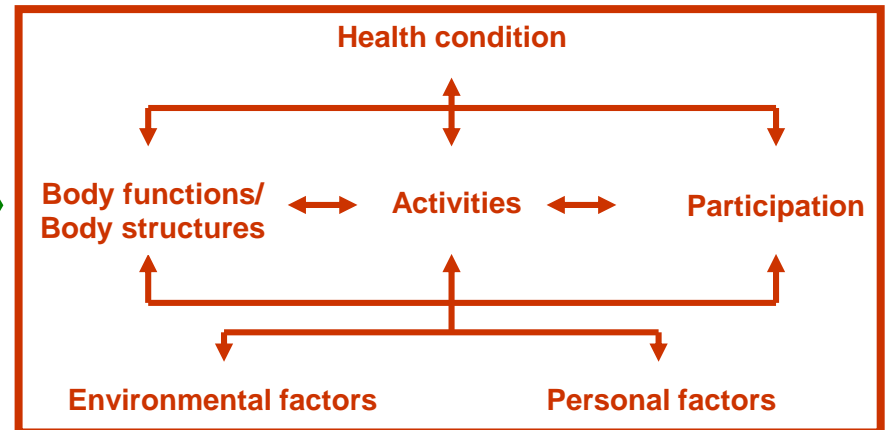 Health condition
Body functions/
Body structures
Activities
Participation
Environmental factors
Personal factors